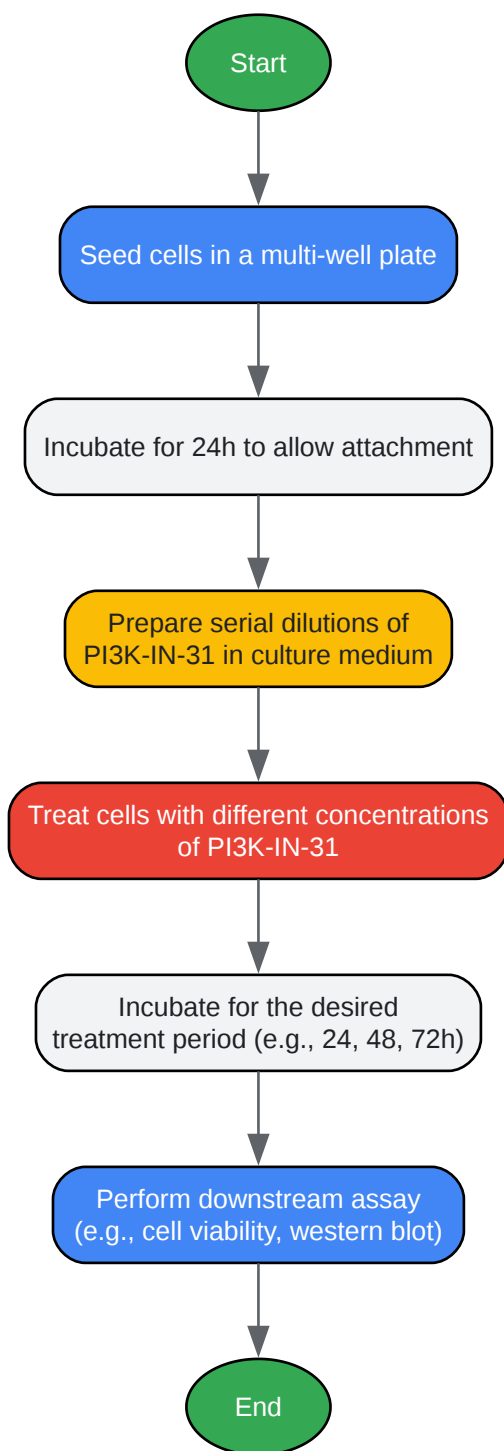 Start
Seed cells in a multi-well plate
Incubate for 24h to allow attachment
Prepare serial dilutions of
PI3K-IN-31 in culture medium
Treat cells with different concentrations
of PI3K-IN-31
Incubate for the desired
treatment period (e.g., 24, 48, 72h)
Perform downstream assay
(e.g., cell viability, western blot)
End